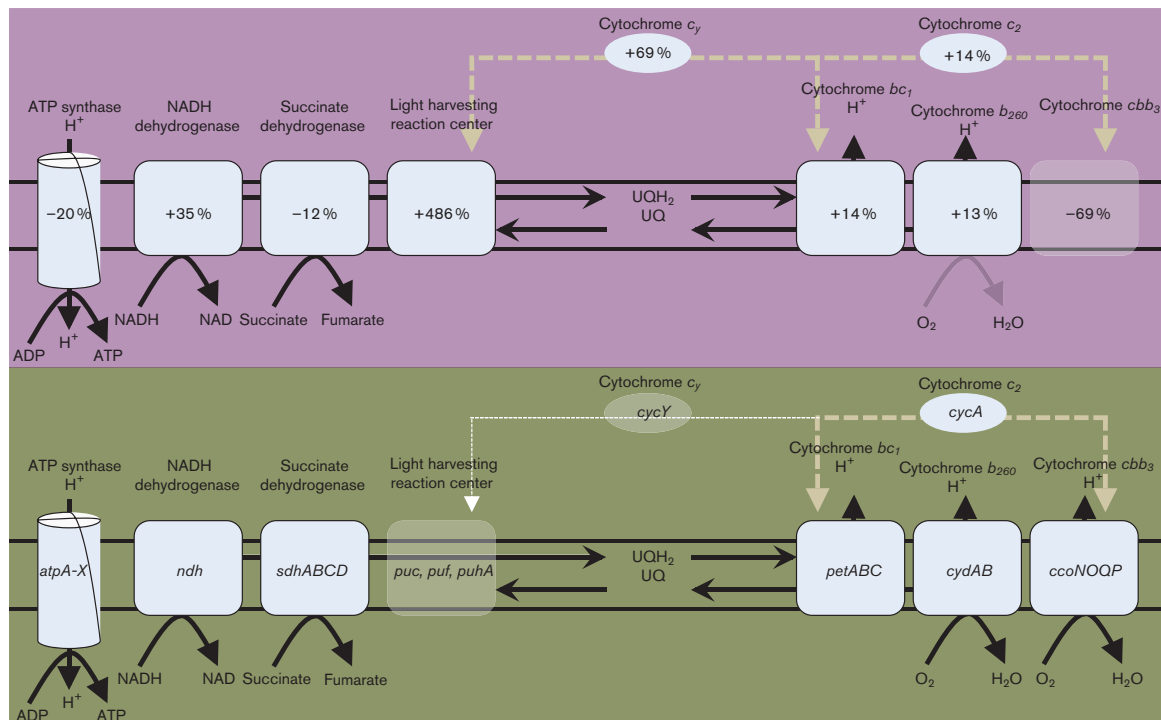 Cytochrome cy
+69 %
Cytochrome c2
+14 %
ATP synthase
H+
NADH
dehydrogenase
Succinate
dehydrogenase
Light harvesting
reaction center
Cytochrome bc1
H+
Cytochrome b260
H+
Cytochrome cbb3
−20 %
+35 %
−12 %
+486 %
UQH2
UQ
+14 %
+13 %
−69 %
NADH
NAD
Succinate
Fumarate
O2
H2O
ADP
H+
ATP
Cytochrome cy
cycY
Cytochrome c2
cycA
ATP synthase
H+
NADH
dehydrogenase
Succinate
dehydrogenase
Light harvesting
reaction center
Cytochrome bc1
H+
Cytochrome b260
H+
Cytochrome cbb3
H+
atpA-X
ndh
sdhABCD
puc, puf, puhA
UQH2
UQ
petABC
cydAB
ccoNOQP
NADH
NAD
Succinate
Fumarate
O2
H2O
O2
H2O
ADP
H+
ATP